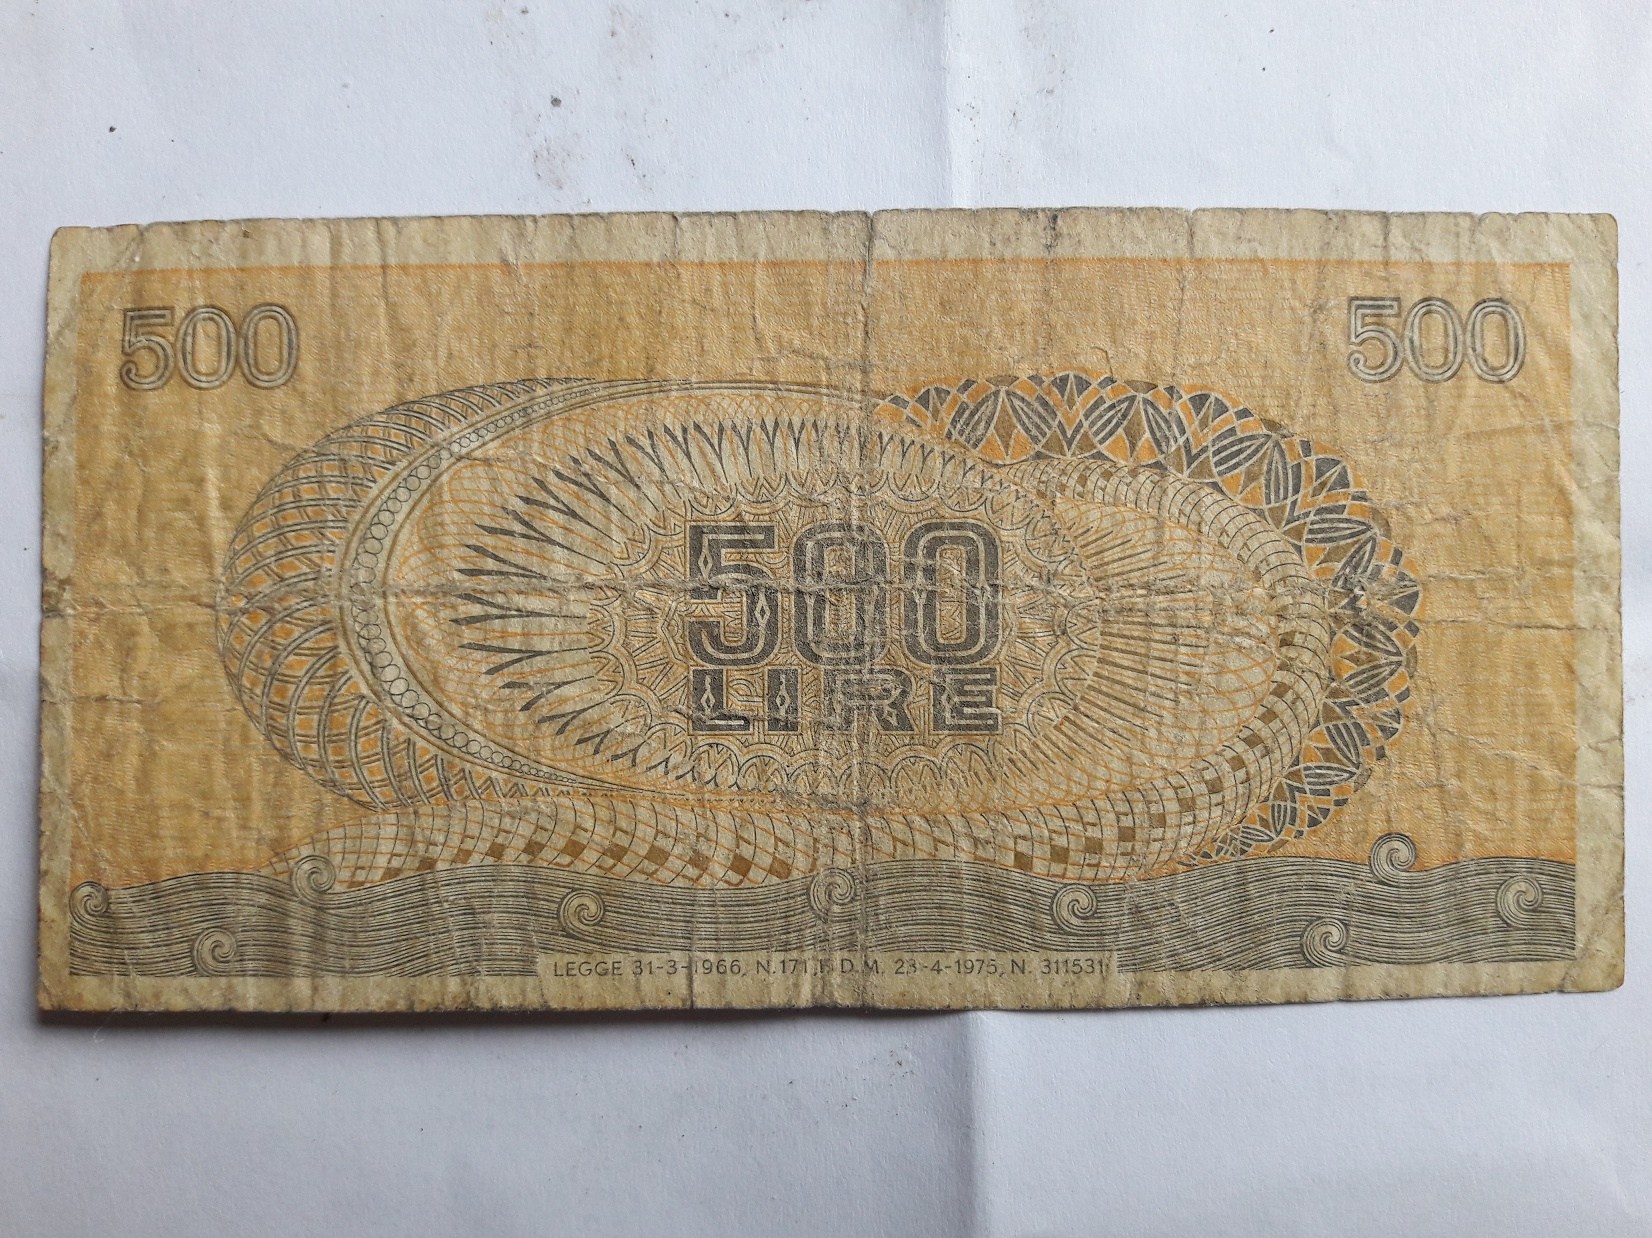 500
500
500
LIRE
LEGGE 31-3-1966, N.171, D.M. 23-4-1975, N. 311531